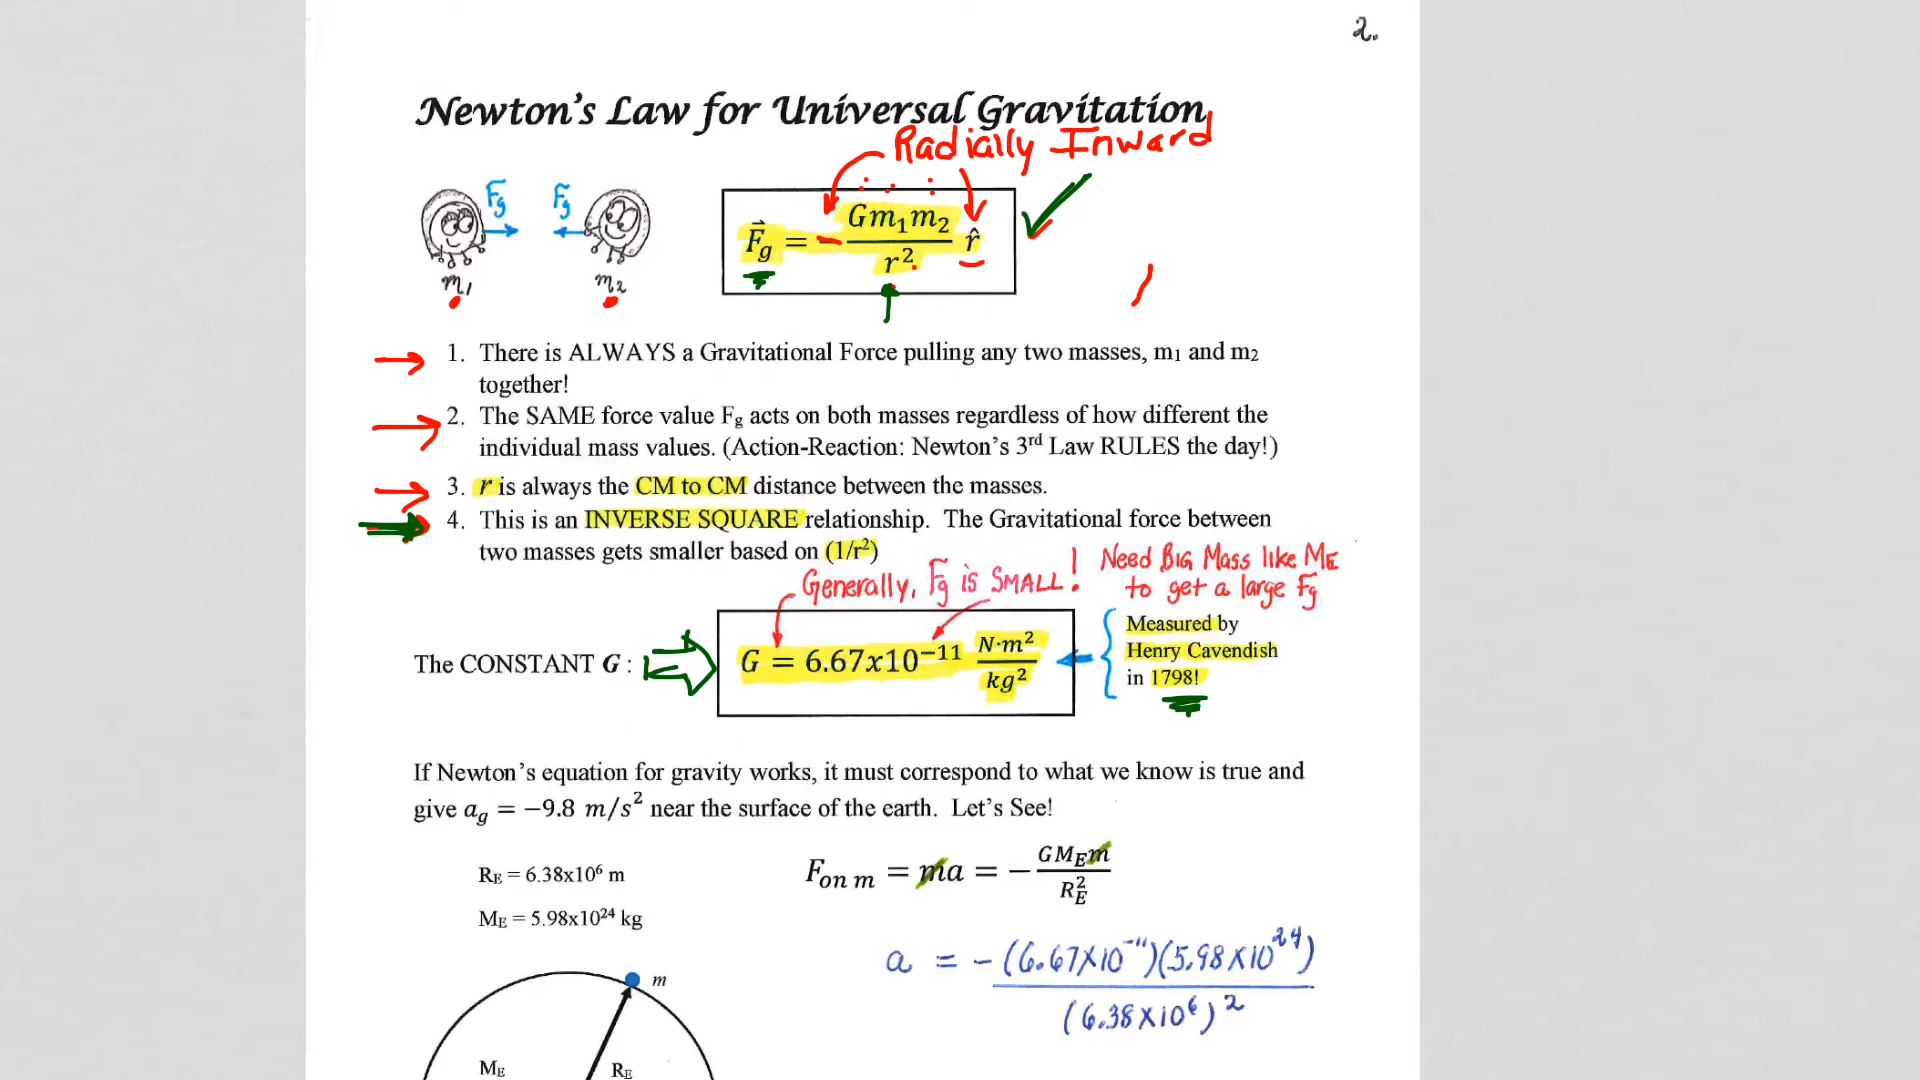 2.
Newton's Law for Universal Gravitation
Radially Inward
Fg Fg
m1 m2
F⃗g = − Gm1m2 / r² r̂
1. There is ALWAYS a Gravitational Force pulling any two masses, m1 and m2
together!
2. The SAME force value Fg acts on both masses regardless of how different the
individual mass values. (Action-Reaction: Newton's 3rd Law RULES the day!)
3. r is always the CM to CM distance between the masses.
4. This is an INVERSE SQUARE relationship. The Gravitational force between
two masses gets smaller based on (1/r²)
Generally, Fg is SMALL!
Need BIG Mass like ME
to get a large Fg
The CONSTANT G :
G = 6.67x10⁻¹¹ N·m²/kg²
Measured by
Henry Cavendish
in 1798!
If Newton's equation for gravity works, it must correspond to what we know is true and
give ag = −9.8 m/s² near the surface of the earth. Let's See!
RE = 6.38x10⁶ m
ME = 5.98x10²⁴ kg
Fon m = ma = − GMEm / RE²
a = −(6.67X10⁻¹¹)(5.98X10²⁴)
(6.38X10⁶)²
m
ME RE